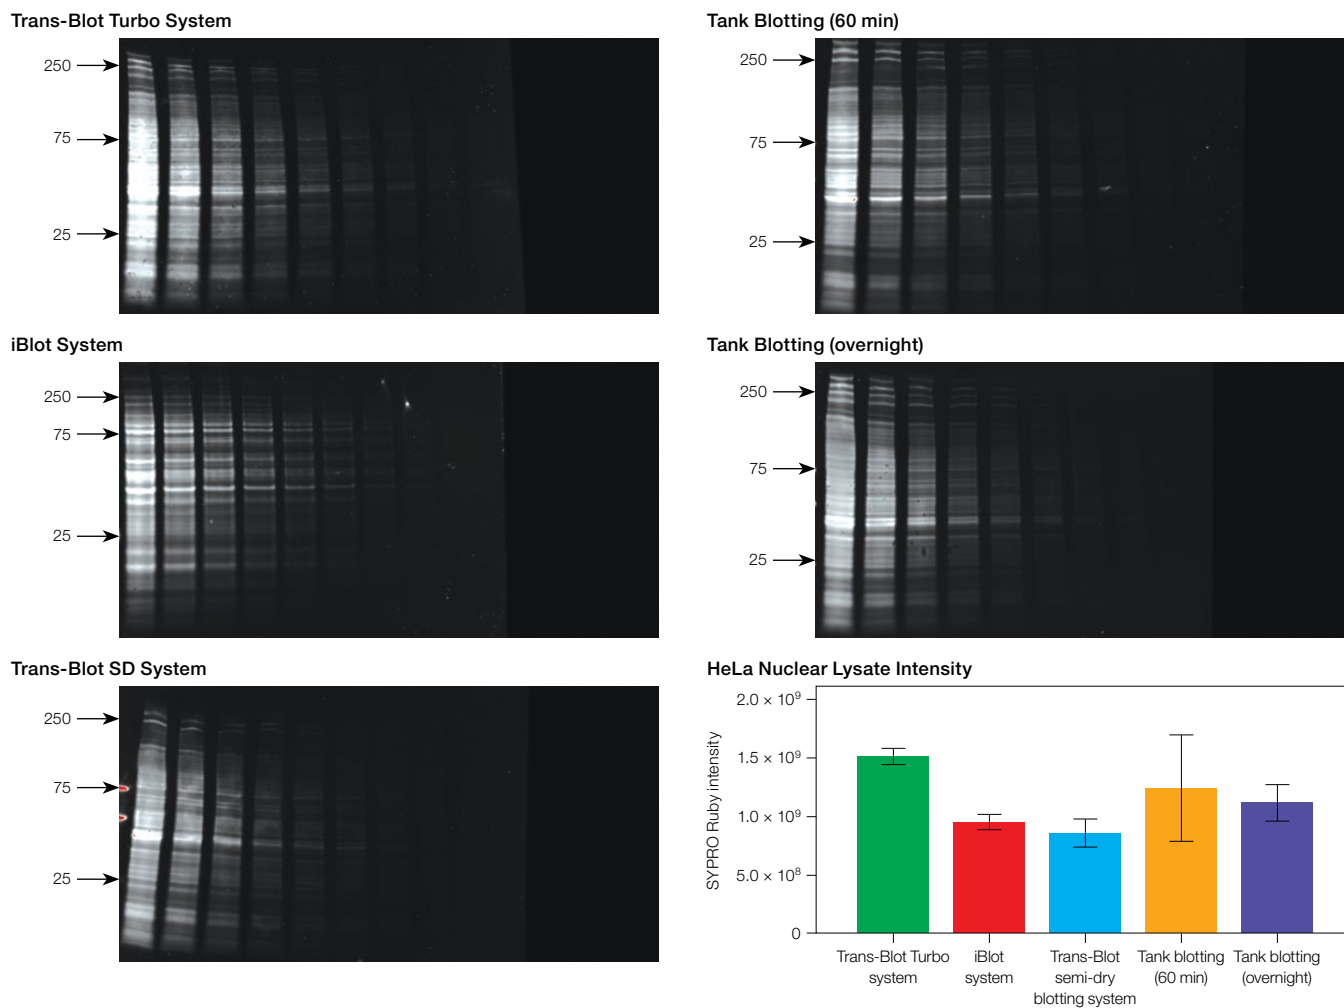 Trans-Blot Turbo System
250
75
25
Tank Blotting (60 min)
250
75
25
iBlot System
250
75
25
Tank Blotting (overnight)
250
75
25
Trans-Blot SD System
250
75
25
HeLa Nuclear Lysate Intensity
SYPRO Ruby intensity
2.0 × 10⁹
1.5 × 10⁹
1.0 × 10⁹
5.0 × 10⁸
0
Trans-Blot Turbo
system
iBlot
system
Trans-Blot
semi-dry
blotting system
Tank blotting
(60 min)
Tank blotting
(overnight)